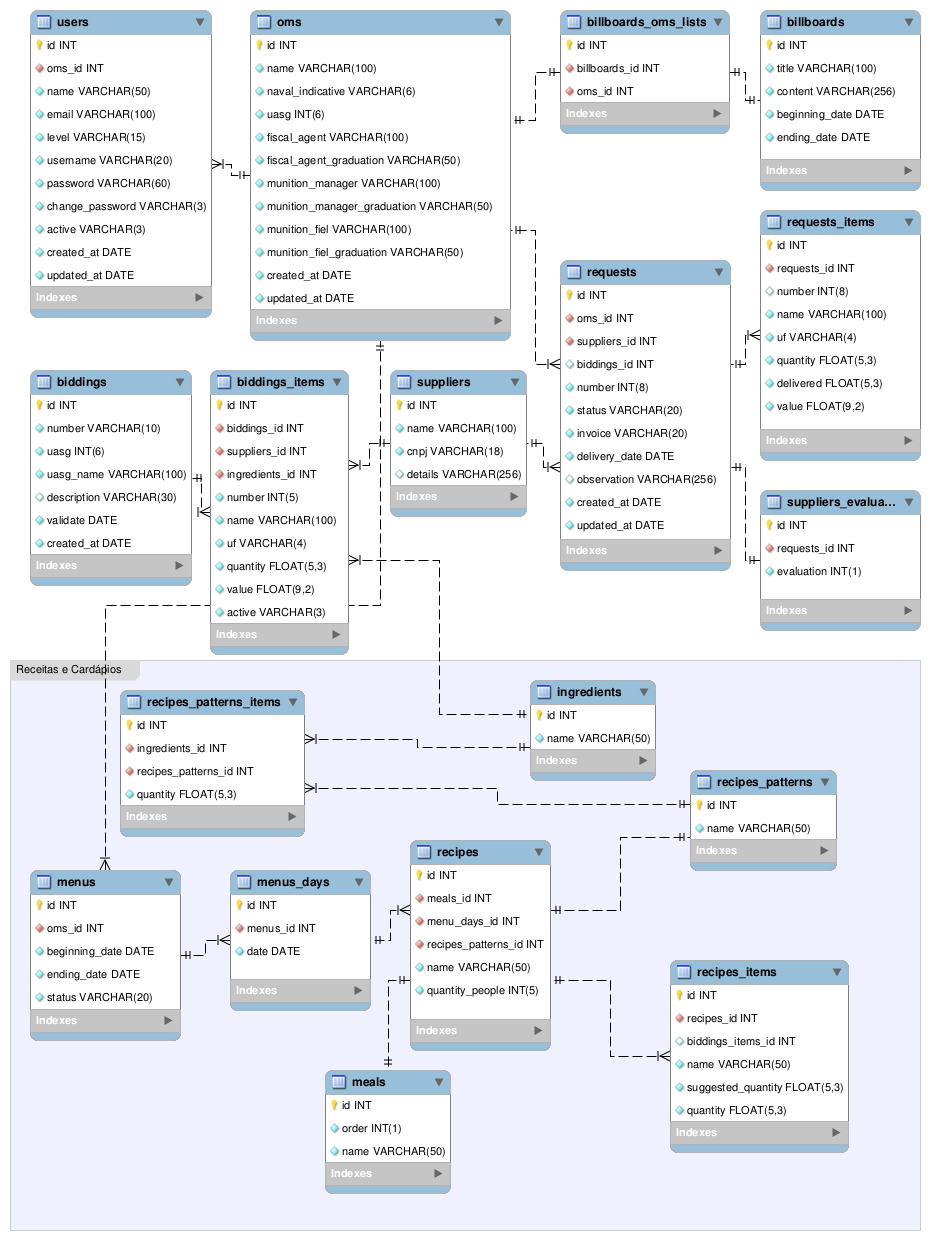 users
id INT
oms_id INT
name VARCHAR(50)
email VARCHAR(100)
level VARCHAR(15)
username VARCHAR(20)
password VARCHAR(60)
change_password VARCHAR(3)
active VARCHAR(3)
created_at DATE
updated_at DATE
Indexes
oms
id INT
name VARCHAR(100)
naval_indicative VARCHAR(6)
uasg INT(6)
fiscal_agent VARCHAR(100)
fiscal_agent_graduation VARCHAR(50)
munition_manager VARCHAR(100)
munition_manager_graduation VARCHAR(50)
munition_fiel VARCHAR(100)
munition_fiel_graduation VARCHAR(50)
created_at DATE
updated_at DATE
Indexes
billboards_oms_lists
id INT
billboards_id INT
oms_id INT
Indexes
billboards
id INT
title VARCHAR(100)
content VARCHAR(256)
beginning_date DATE
ending_date DATE
Indexes
requests
id INT
oms_id INT
suppliers_id INT
biddings_id INT
number INT(8)
status VARCHAR(20)
invoice VARCHAR(20)
delivery_date DATE
observation VARCHAR(256)
created_at DATE
updated_at DATE
Indexes
requests_items
id INT
requests_id INT
number INT(8)
name VARCHAR(100)
uf VARCHAR(4)
quantity FLOAT(5,3)
delivered FLOAT(5,3)
value FLOAT(9,2)
Indexes
biddings
id INT
number VARCHAR(10)
uasg INT(6)
uasg_name VARCHAR(100)
description VARCHAR(30)
validate DATE
created_at DATE
Indexes
biddings_items
id INT
biddings_id INT
suppliers_id INT
ingredients_id INT
number INT(5)
name VARCHAR(100)
uf VARCHAR(4)
quantity FLOAT(5,3)
value FLOAT(9,2)
active VARCHAR(3)
Indexes
suppliers
id INT
name VARCHAR(100)
cnpj VARCHAR(18)
details VARCHAR(256)
Indexes
suppliers_evalua...
id INT
requests_id INT
evaluation INT(1)
Indexes
Receitas e Cardápios
recipes_patterns_items
id INT
ingredients_id INT
recipes_patterns_id INT
quantity FLOAT(5,3)
Indexes
ingredients
id INT
name VARCHAR(50)
Indexes
recipes_patterns
id INT
name VARCHAR(50)
Indexes
menus
id INT
oms_id INT
beginning_date DATE
ending_date DATE
status VARCHAR(20)
Indexes
menus_days
id INT
menus_id INT
date DATE
Indexes
recipes
id INT
meals_id INT
menu_days_id INT
recipes_patterns_id INT
name VARCHAR(50)
quantity_people INT(5)
Indexes
recipes_items
id INT
recipes_id INT
biddings_items_id INT
name VARCHAR(50)
suggested_quantity FLOAT(5,3)
quantity FLOAT(5,3)
Indexes
meals
id INT
order INT(1)
name VARCHAR(50)
Indexes